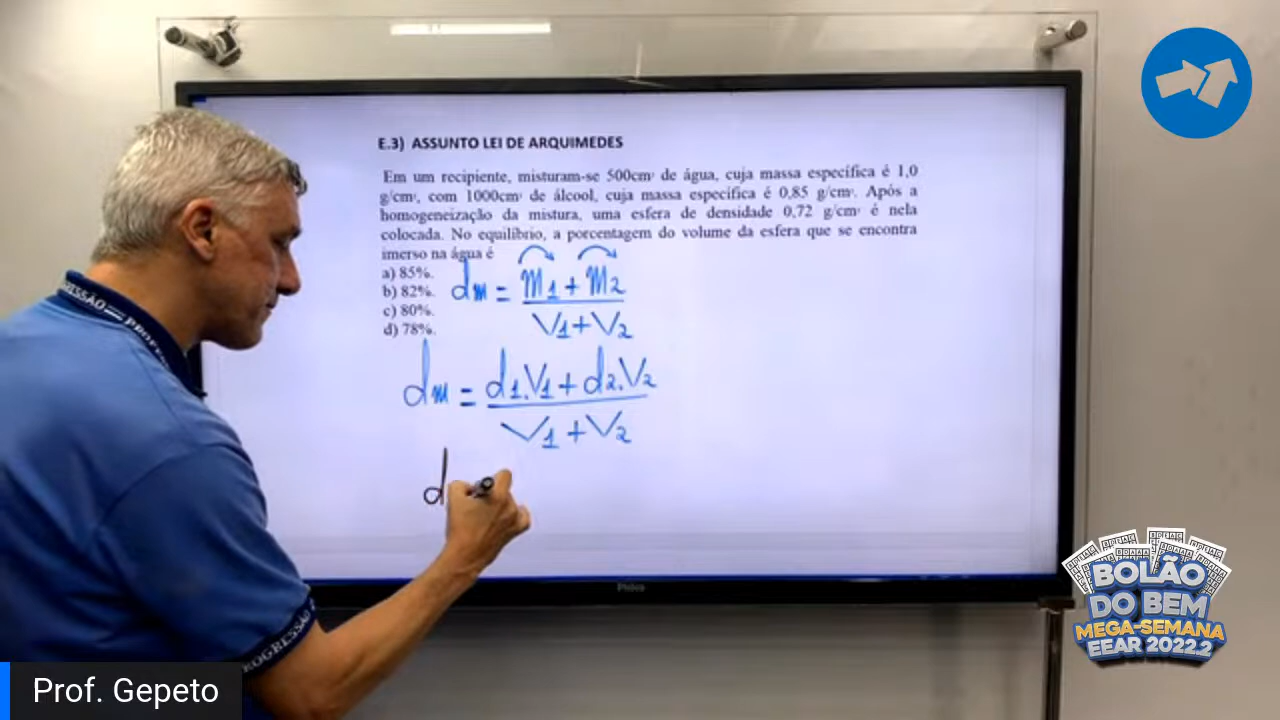 E.3) ASSUNTO LEI DE ARQUIMEDES
Em um recipiente, misturam-se 500cm³ de água, cuja massa específica é 1,0
g/cm³, com 1000cm³ de álcool, cuja massa específica é 0,85 g/cm³. Após a
homogeneização da mistura, uma esfera de densidade 0,72 g/cm³ é nela
colocada. No equilíbrio, a porcentagem do volume da esfera que se encontra
imerso na água é
a) 85%.
b) 82%.
c) 80%.
d) 78%.
dm = m1 + m2
V1 + V2
dm = d1.V1 + d2.V2
V1 + V2
d
Philco
BOLÃO
DO BEM
MEGA-SEMANA
EEAR 2022.2
Prof. Gepeto